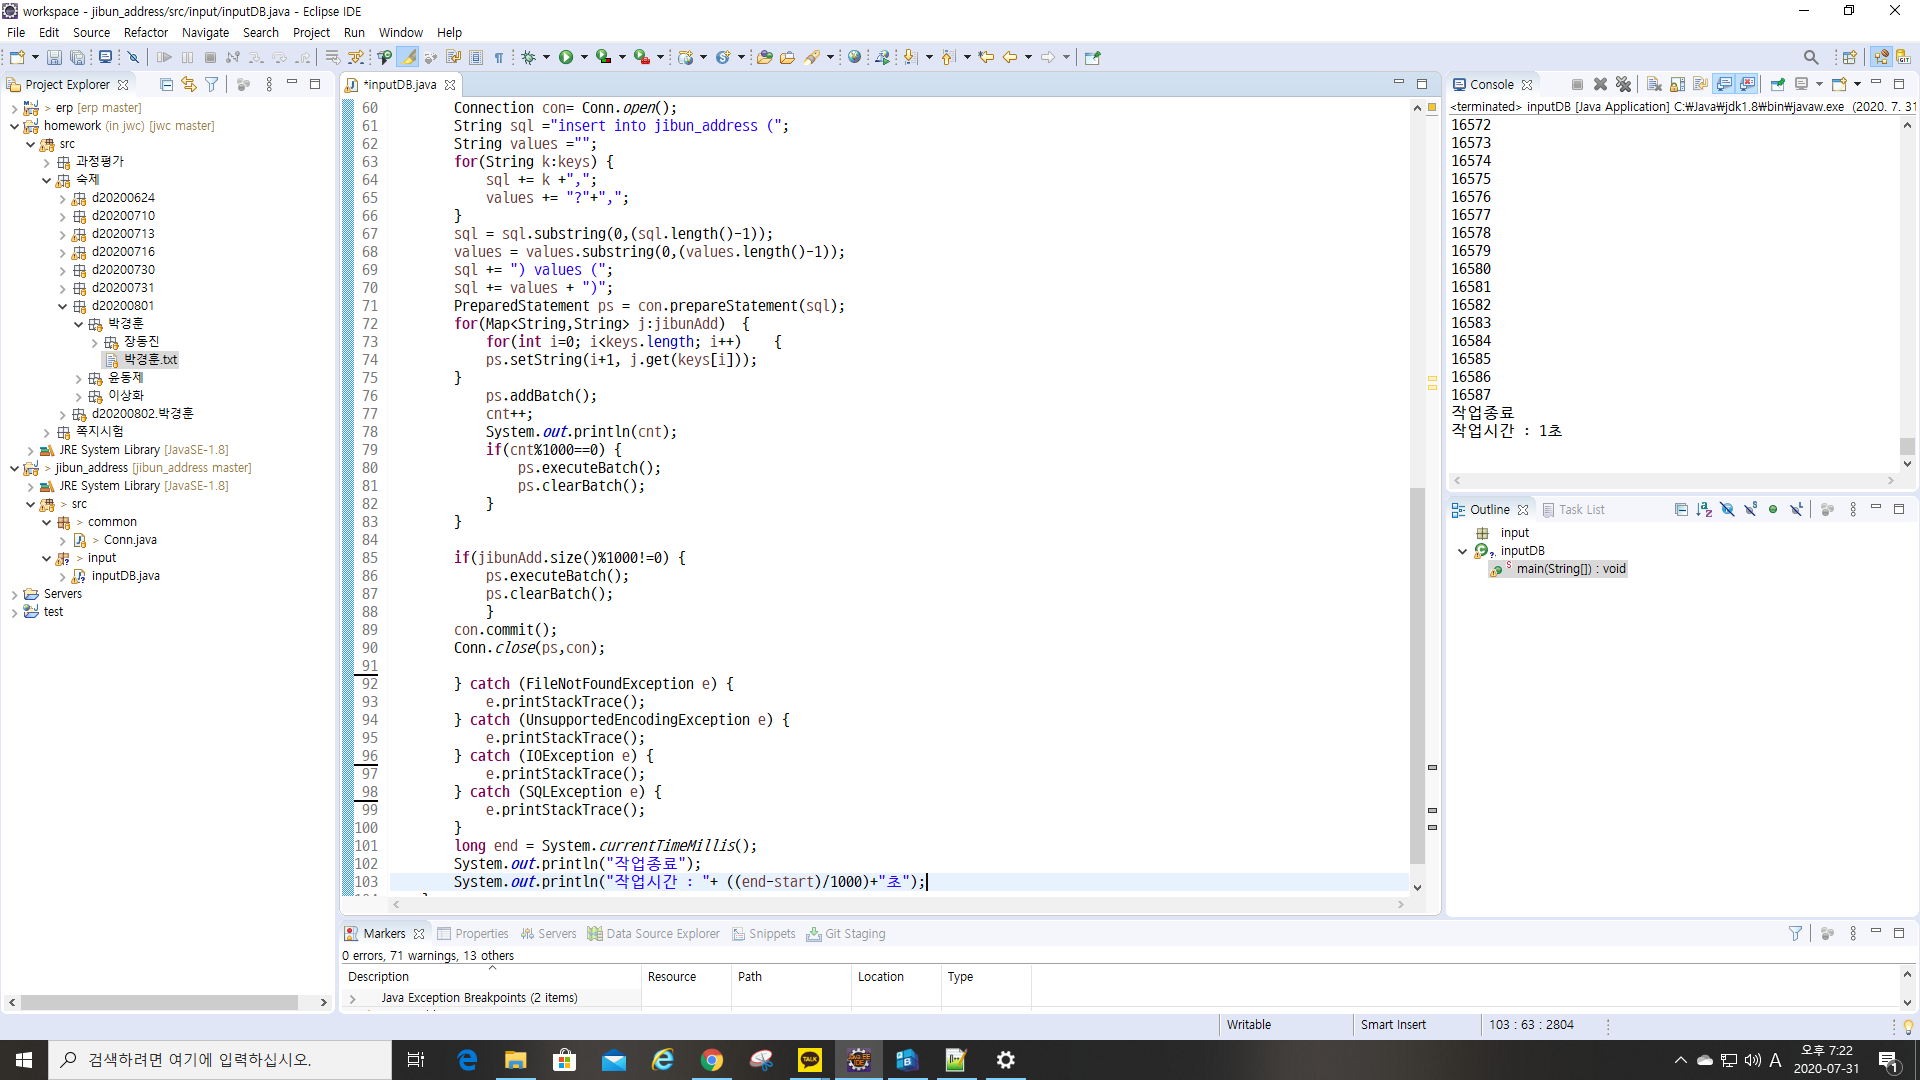 workspace - jibun_address/src/input/inputDB.java - Eclipse IDE
File Edit Source Refactor Navigate Search Project Run Window Help
Project Explorer
> erp [erp master]
homework (in jwc) [jwc master]
src
과정평가
숙제
d20200624
d20200710
d20200713
d20200716
d20200730
d20200731
d20200801
박경훈
장동진
박경훈.txt
윤동제
이상화
d20200802.박경훈
쪽지시험
JRE System Library [JavaSE-1.8]
> jibun_address [jibun_address master]
JRE System Library [JavaSE-1.8]
> src
> common
> Conn.java
> input
inputDB.java
Servers
test
*inputDB.java
60 Connection con= Conn.open();
61 String sql ="insert into jibun_address (";
62 String values ="";
63 for(String k:keys) {
64 sql += k +",";
65 values += "?"+",";
66 }
67 sql = sql.substring(0,(sql.length()-1));
68 values = values.substring(0,(values.length()-1));
69 sql += ") values (";
70 sql += values + ")";
71 PreparedStatement ps = con.prepareStatement(sql);
72 for(Map<String,String> j:jibunAdd) {
73 for(int i=0; i<keys.length; i++) {
74 ps.setString(i+1, j.get(keys[i]));
75 }
76 ps.addBatch();
77 cnt++;
78 System.out.println(cnt);
79 if(cnt%1000==0) {
80 ps.executeBatch();
81 ps.clearBatch();
82 }
83 }
84
85 if(jibunAdd.size()%1000!=0) {
86 ps.executeBatch();
87 ps.clearBatch();
88 }
89 con.commit();
90 Conn.close(ps,con);
91
92 } catch (FileNotFoundException e) {
93 e.printStackTrace();
94 } catch (UnsupportedEncodingException e) {
95 e.printStackTrace();
96 } catch (IOException e) {
97 e.printStackTrace();
98 } catch (SQLException e) {
99 e.printStackTrace();
100 }
101 long end = System.currentTimeMillis();
102 System.out.println("작업종료");
103 System.out.println("작업시간 : "+ ((end-start)/1000)+"초");
Console
<terminated> inputDB [Java Application] C:\Java\jdk1.8\bin\javaw.exe (2020. 7. 31
16572
16573
16574
16575
16576
16577
16578
16579
16580
16581
16582
16583
16584
16585
16586
16587
작업종료
작업시간 : 1초
Outline Task List
input
inputDB
main(String[]) : void
Markers Properties Servers Data Source Explorer Snippets Git Staging
0 errors, 71 warnings, 13 others
Description Resource Path Location Type
Java Exception Breakpoints (2 items)
Writable Smart Insert 103 : 63 : 2804
검색하려면 여기에 입력하십시오.
TALK
A
오후 7:22
2020-07-31
1